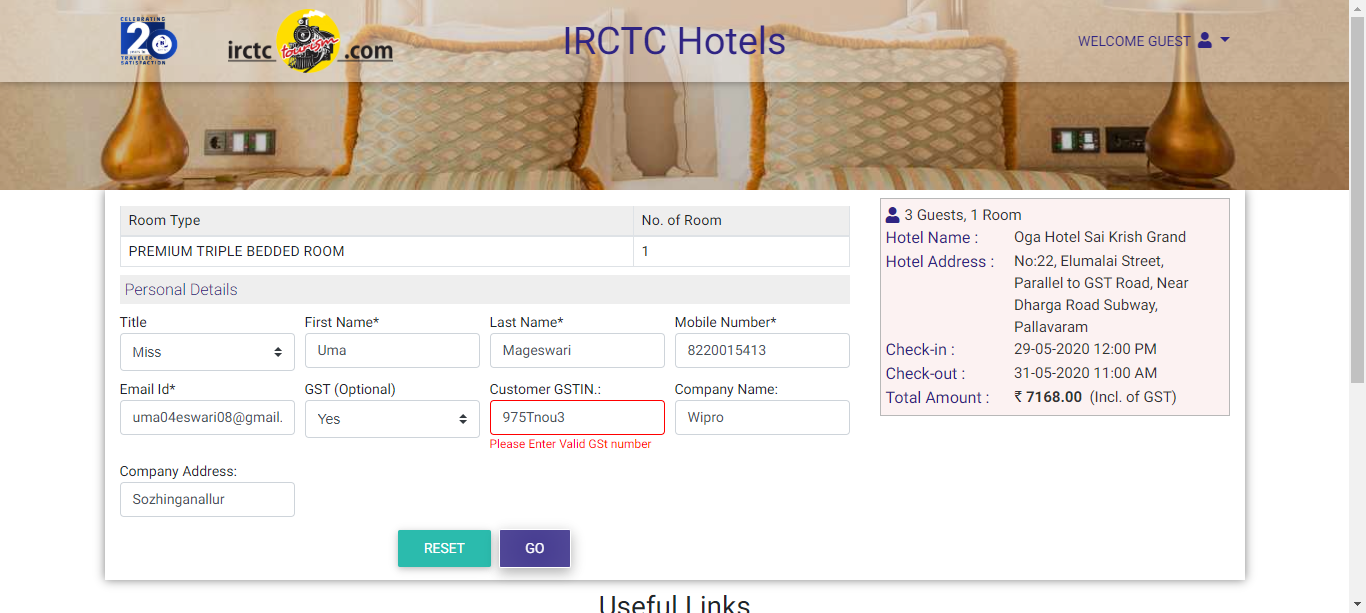 CELEBRATING
20
TRAVELER
SATISFACTION
irctc tourism .com
IRCTC Hotels
WELCOME GUEST
Room Type No. of Room
PREMIUM TRIPLE BEDDED ROOM 1
Personal Details
Title First Name* Last Name* Mobile Number*
Miss Uma Mageswari 8220015413
Email Id* GST (Optional) Customer GSTIN.: Company Name:
uma04eswari08@gmail. Yes 975Tnou3 Wipro
Please Enter Valid GSt number
Company Address:
Sozhinganallur
RESET GO
3 Guests, 1 Room
Hotel Name : Oga Hotel Sai Krish Grand
Hotel Address : No:22, Elumalai Street,
Parallel to GST Road, Near
Dharga Road Subway,
Pallavaram
Check-in : 29-05-2020 12:00 PM
Check-out : 31-05-2020 11:00 AM
Total Amount : ₹ 7168.00 (Incl. of GST)
Useful Links